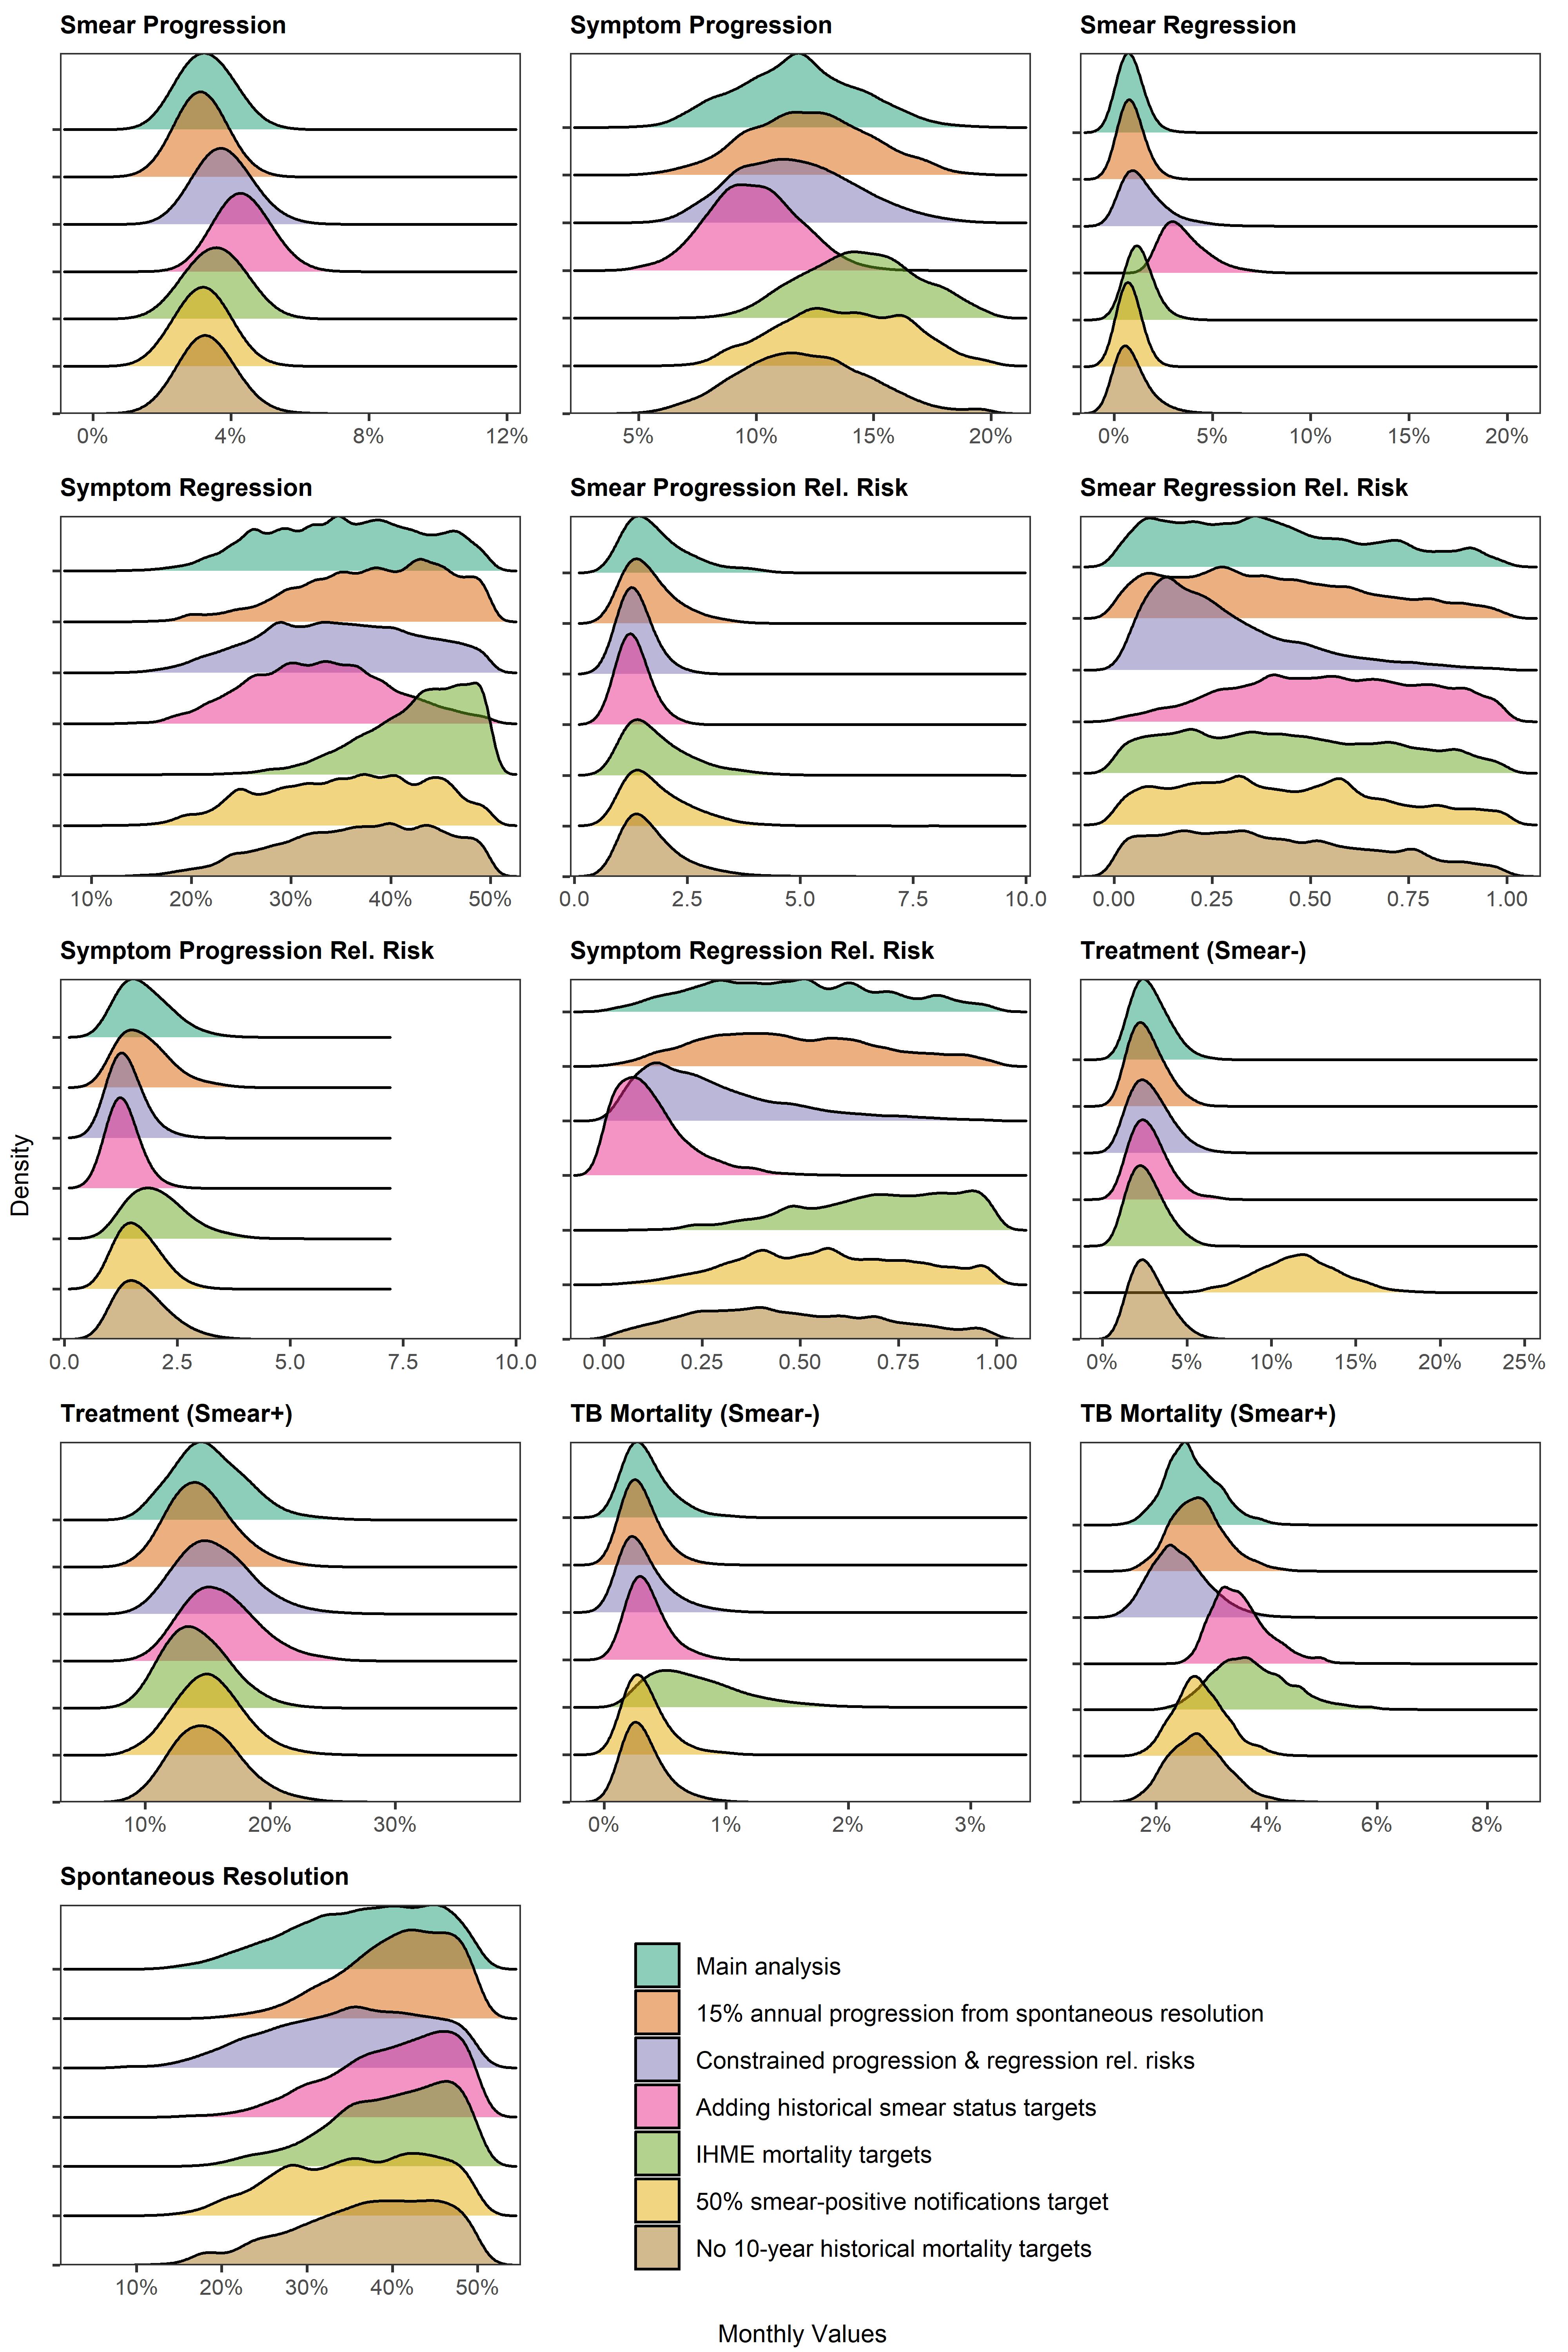 Smear Progression
Symptom Progression
Smear Regression
0% 4% 8% 12%
5% 10% 15% 20%
0% 5% 10% 15% 20%
Symptom Regression
Smear Progression Rel. Risk
Smear Regression Rel. Risk
10% 20% 30% 40% 50%
0.0 2.5 5.0 7.5 10.0
0.00 0.25 0.50 0.75 1.00
Symptom Progression Rel. Risk
Symptom Regression Rel. Risk
Treatment (Smear-)
Density
0.0 2.5 5.0 7.5 10.0
0.00 0.25 0.50 0.75 1.00
0% 5% 10% 15% 20% 25%
Treatment (Smear+)
TB Mortality (Smear-)
TB Mortality (Smear+)
10% 20% 30%
0% 1% 2% 3%
2% 4% 6% 8%
Spontaneous Resolution
10% 20% 30% 40% 50%
Main analysis
15% annual progression from spontaneous resolution
Constrained progression & regression rel. risks
Adding historical smear status targets
IHME mortality targets
50% smear-positive notifications target
No 10-year historical mortality targets
Monthly Values